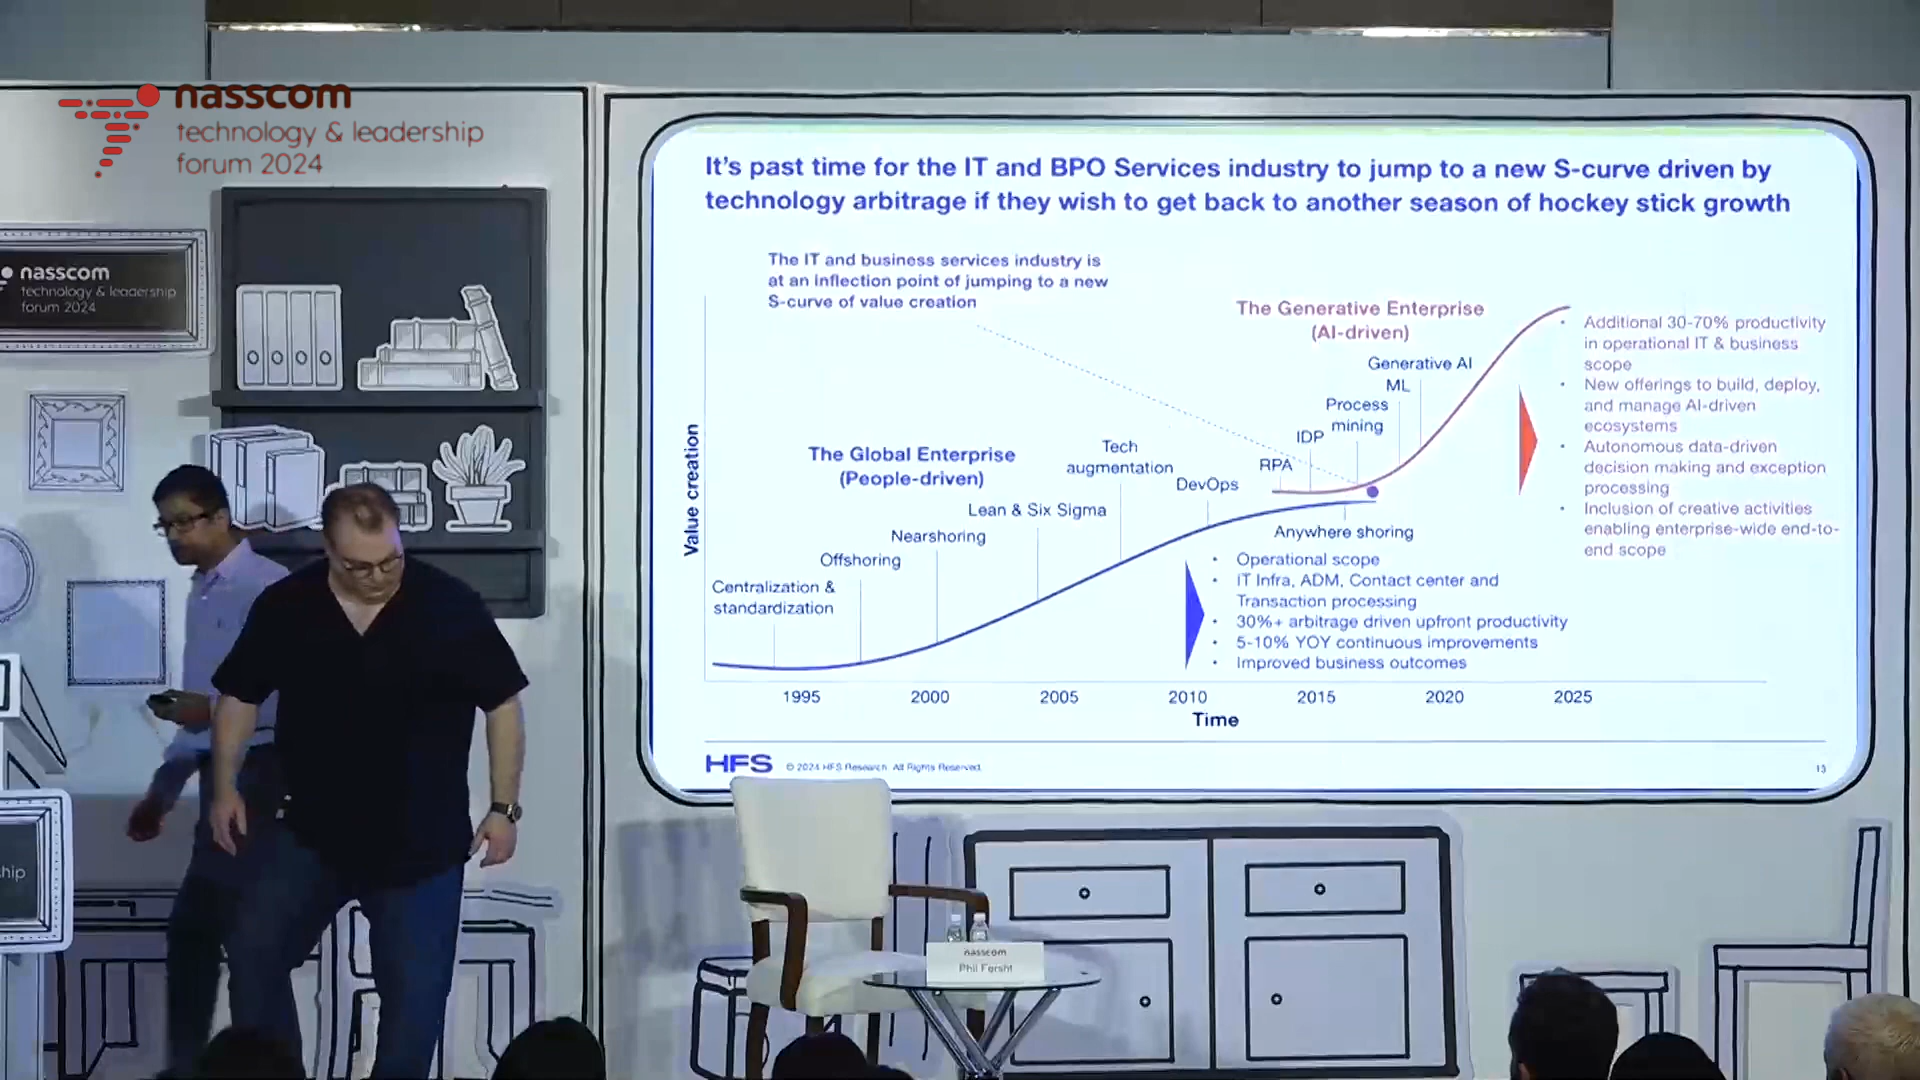 nasscom
technology & leadership
forum 2024
nasscom
technology & leadership
forum 2024
It's past time for the IT and BPO Services industry to jump to a new S-curve driven by
technology arbitrage if they wish to get back to another season of hockey stick growth
The IT and business services industry is
at an inflection point of jumping to a new
S-curve of value creation
The Generative Enterprise
(AI-driven)
Generative AI
ML
Process
mining
IDP
RPA
Additional 30-70% productivity
in operational IT & business
scope
New offerings to build, deploy,
and manage AI-driven
ecosystems
Autonomous data-driven
decision making and exception
processing
Inclusion of creative activities
enabling enterprise-wide end-to-
end scope
The Global Enterprise
(People-driven)
Tech
augmentation
DevOps
Lean & Six Sigma
Nearshoring
Offshoring
Centralization &
standardization
Anywhere shoring
Operational scope
IT Infra, ADM, Contact center and
Transaction processing
30%+ arbitrage driven upfront productivity
5-10% YOY continuous improvements
Improved business outcomes
Value creation
1995 2000 2005 2010 2015 2020 2025
Time
HFS © 2024 HFS Research. All Rights Reserved.
13
hip
nasscom
Phil Fersht